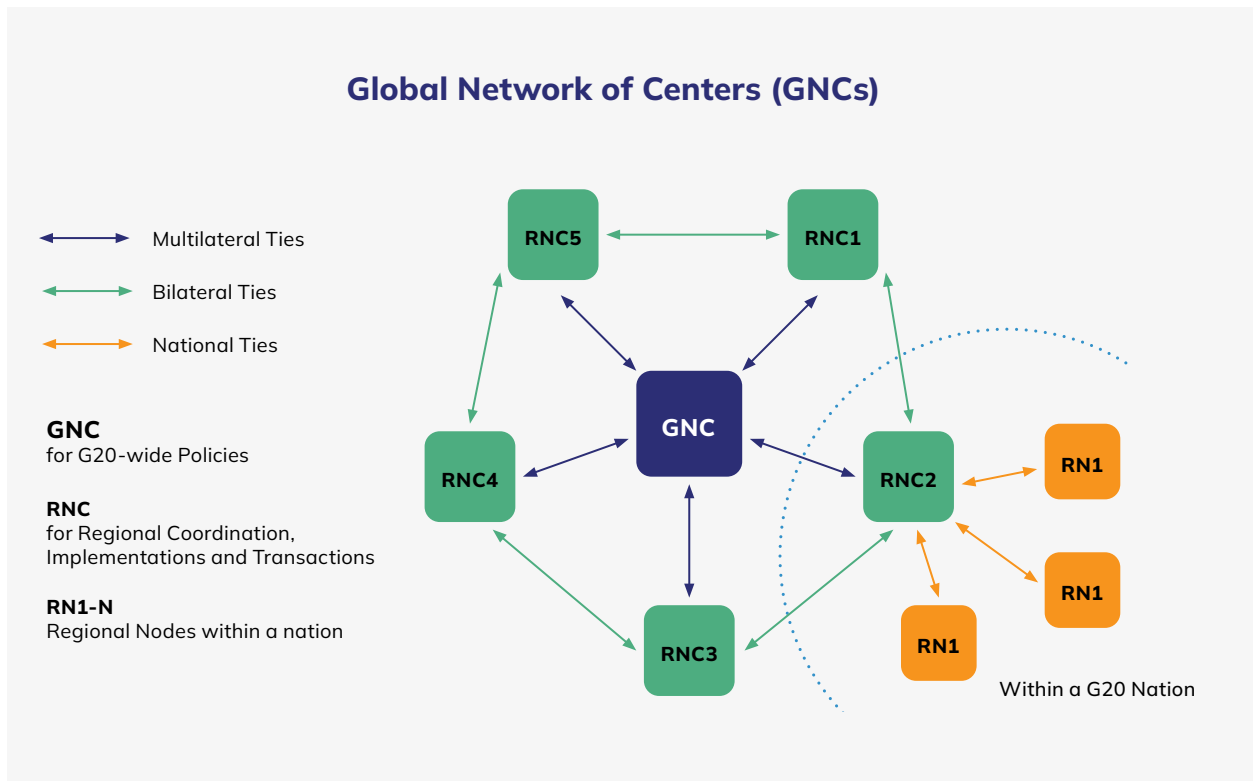 Global Network of Centers (GNCs)
Multilateral Ties
Bilateral Ties
National Ties
GNC
for G20-wide Policies
RNC
for Regional Coordination,
Implementations and Transactions
RN1-N
Regional Nodes within a nation
RNC5
RNC1
GNC
RNC4
RNC2
RN1
RN1
RNC3
RN1
Within a G20 Nation